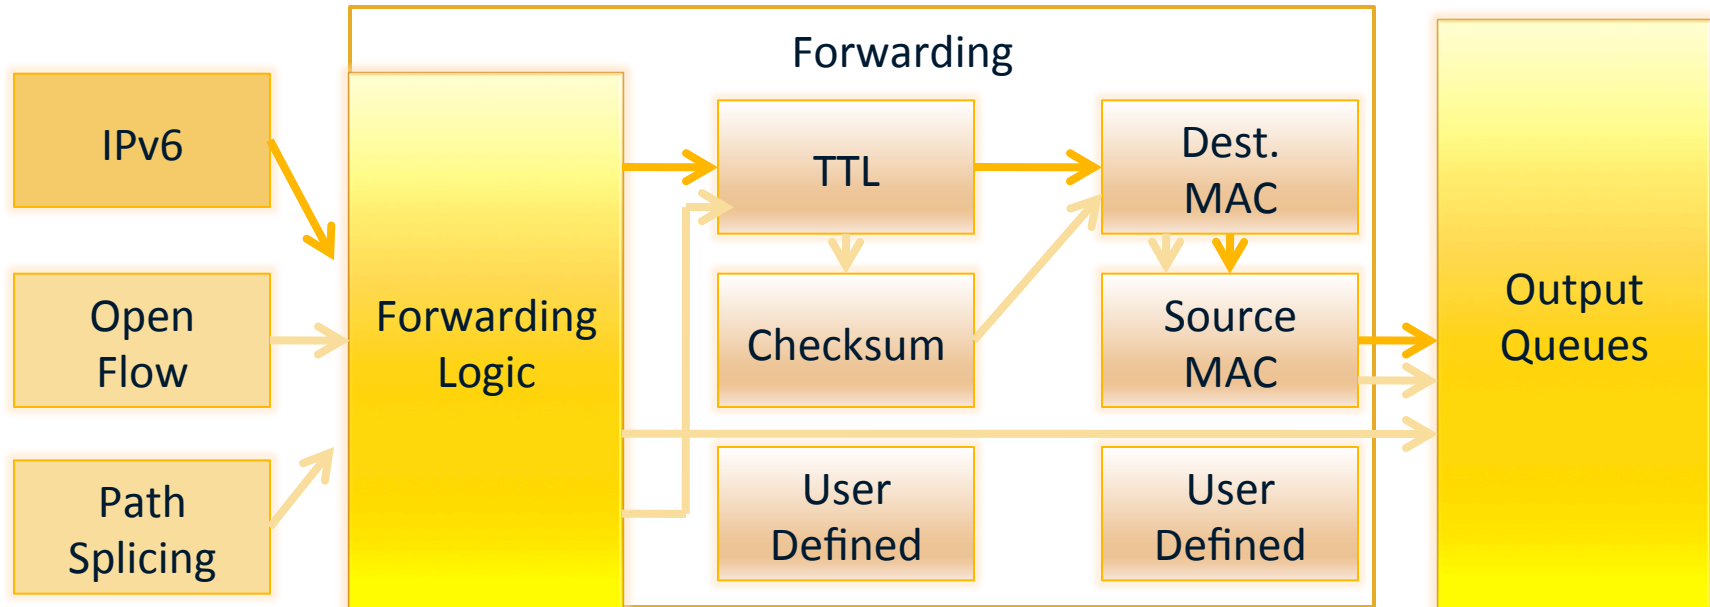 Forwarding
IPv6
Open
Flow
Path
Splicing
Forwarding
Logic
TTL
Checksum
User
Defined
Dest.
MAC
Source
MAC
User
Defined
Output
Queues